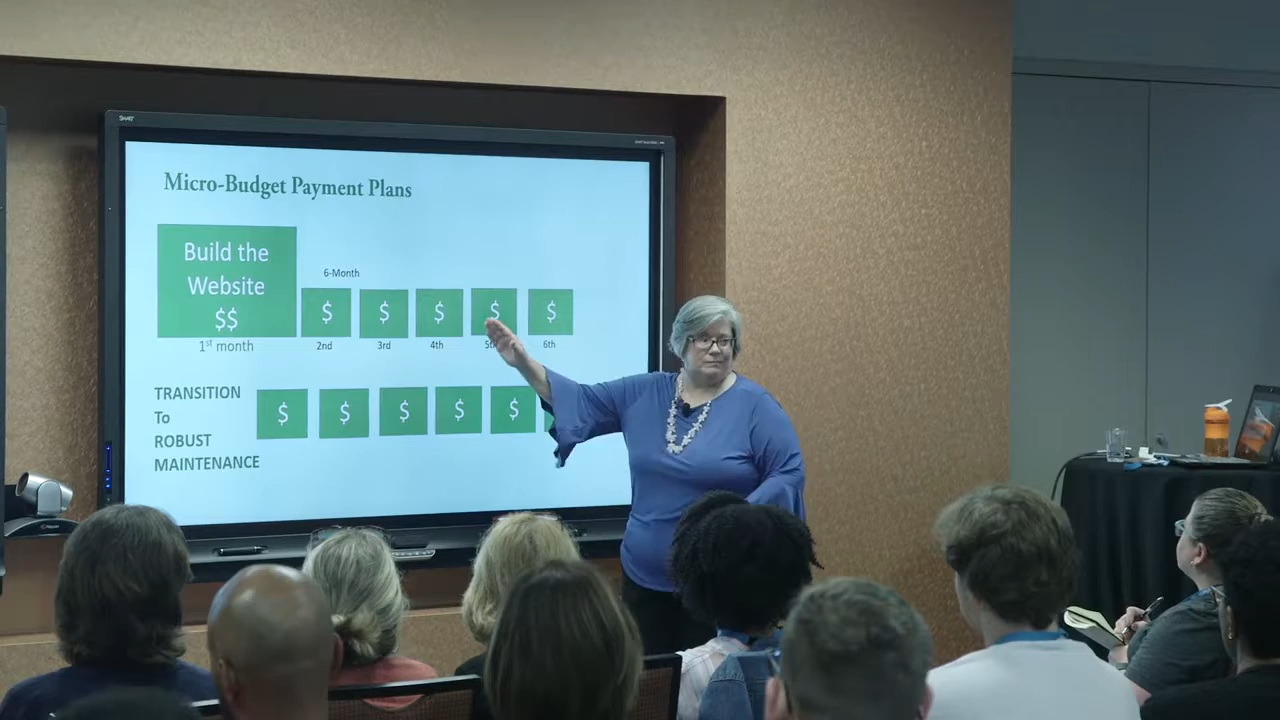 SMART
Micro-Budget Payment Plans
Build the
Website
$$
6-Month
$ $ $ $ $
1st month 2nd 3rd 4th 6th
TRANSITION
To
ROBUST
MAINTENANCE
$ $ $ $ $